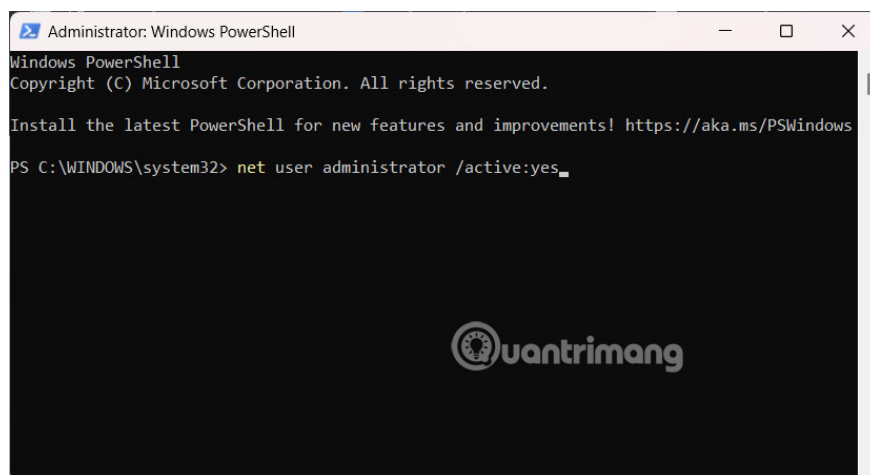 Administrator: Windows PowerShell
Windows PowerShell
Copyright (C) Microsoft Corporation. All rights reserved.
Install the latest PowerShell for new features and improvements! https://aka.ms/PSWindows
PS C:\WINDOWS\system32> net user administrator /active:yes
Quantrimang